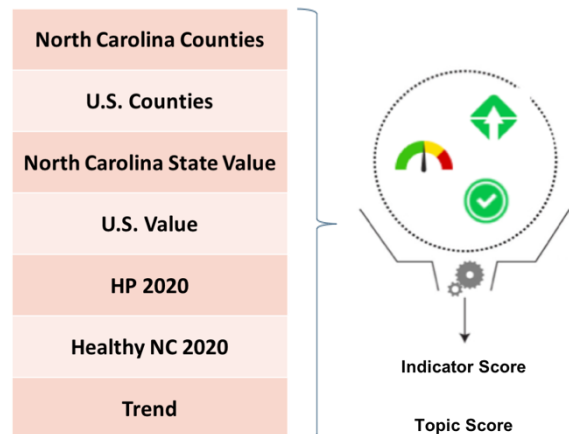 North Carolina Counties
U.S. Counties
North Carolina State Value
U.S. Value
HP 2020
Healthy NC 2020
Trend
Indicator Score
Topic Score